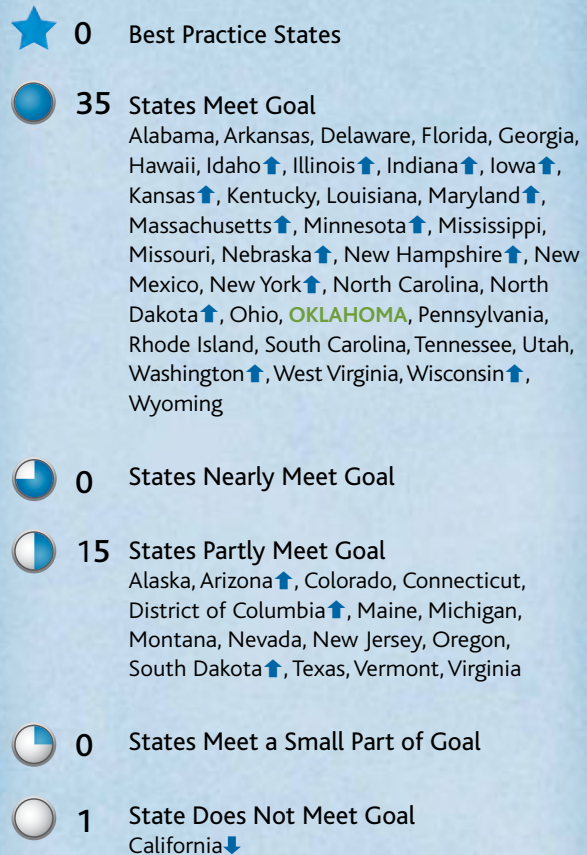 0 Best Practice States
35 States Meet Goal
Alabama, Arkansas, Delaware, Florida, Georgia,
Hawaii, Idaho⬆, Illinois⬆, Indiana⬆, Iowa⬆,
Kansas⬆, Kentucky, Louisiana, Maryland⬆,
Massachusetts⬆, Minnesota⬆, Mississippi,
Missouri, Nebraska⬆, New Hampshire⬆, New
Mexico, New York⬆, North Carolina, North
Dakota⬆, Ohio, OKLAHOMA, Pennsylvania,
Rhode Island, South Carolina, Tennessee, Utah,
Washington⬆, West Virginia, Wisconsin⬆,
Wyoming
0 States Nearly Meet Goal
15 States Partly Meet Goal
Alaska, Arizona⬆, Colorado, Connecticut,
District of Columbia⬆, Maine, Michigan,
Montana, Nevada, New Jersey, Oregon,
South Dakota⬆, Texas, Vermont, Virginia
0 States Meet a Small Part of Goal
1 State Does Not Meet Goal
California⬇